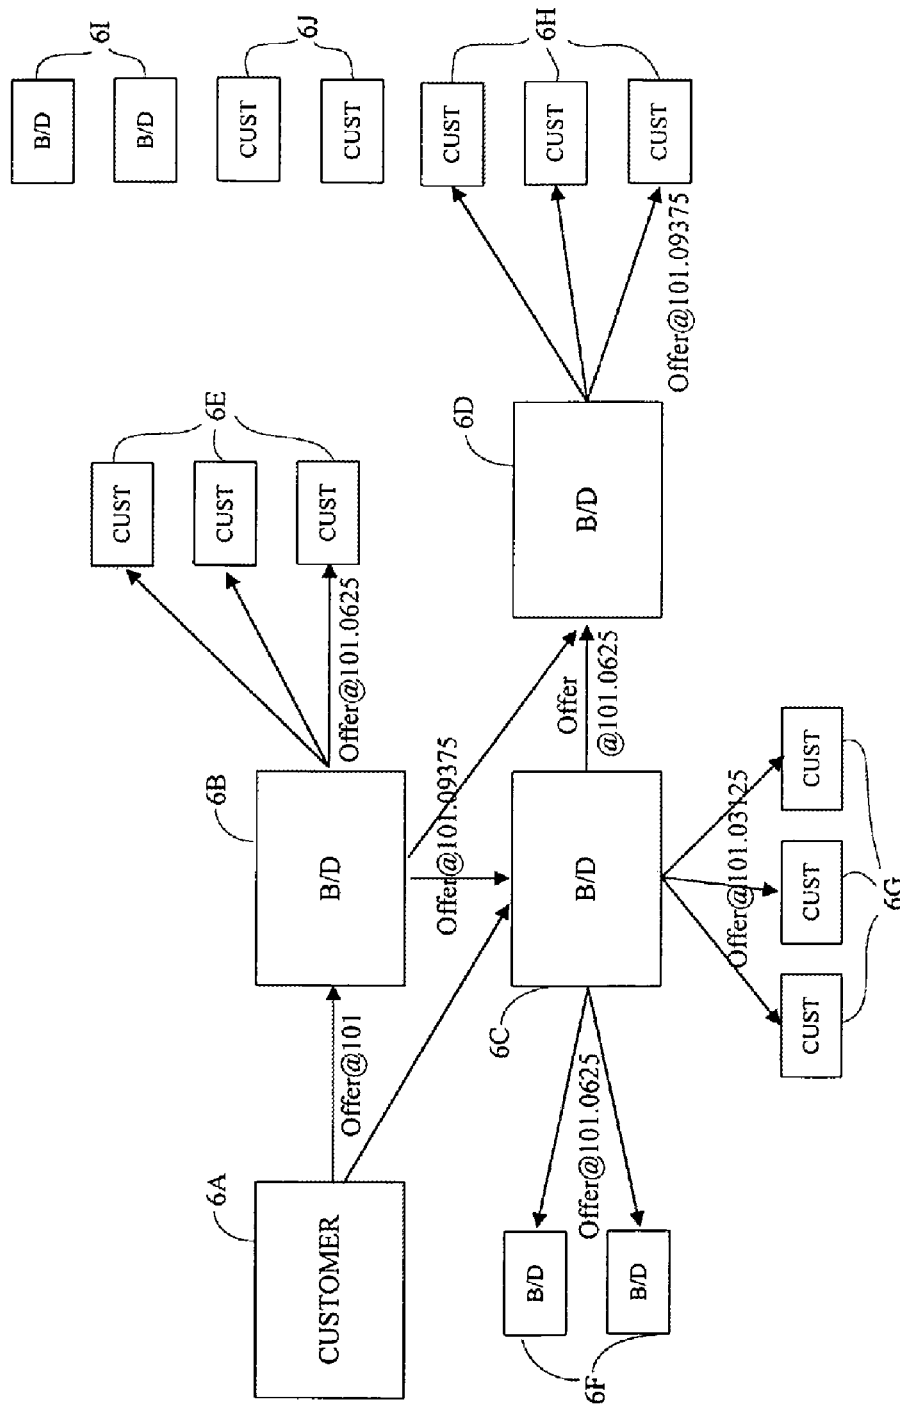 6A
CUSTOMER
Offer@101
6B
B/D
Offer@101.0625
6E
CUST
CUST
CUST
6I
B/D
B/D
6J
CUST
CUST
6H
CUST
CUST
CUST
Offer@101.09375
6D
B/D
Offer
@101.0625
Offer@101.09375
6C
B/D
Offer@101.0625
B/D
B/D
6F
Offer@101.03125
CUST
CUST
CUST
6G